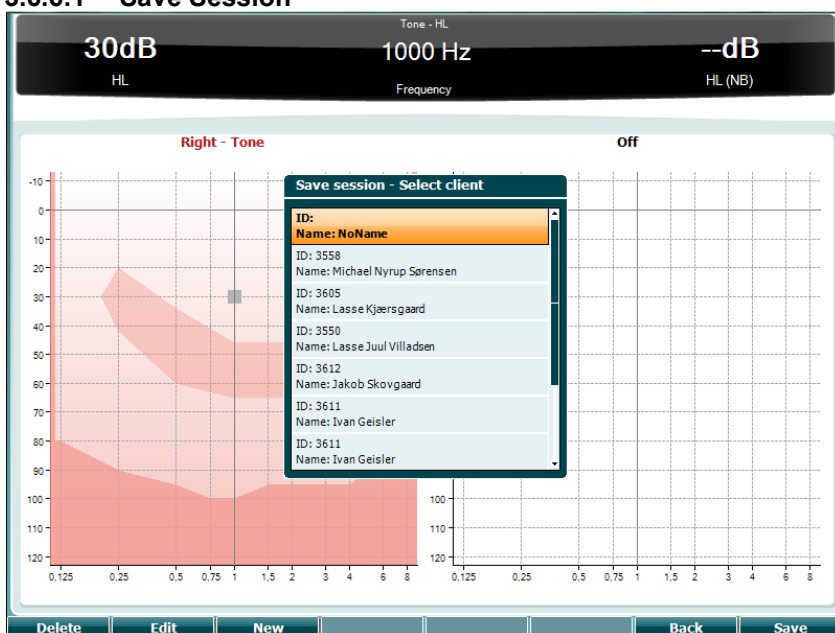 Save Session
Tone - HL
30dB
1000 Hz
--dB
HL
HL (NB)
Frequency
Right - Tone
Off
Save session - Select client
ID:
Name: NoName
ID: 3558
Name: Michael Nyrup Sørensen
ID: 3605
Name: Lasse Kjærsgaard
ID: 3550
Name: Lasse Juul Villadsen
ID: 3612
Name: Jakob Skovgaard
ID: 3611
Name: Ivan Geisler
ID: 3611
Name: Ivan Geisler
-10
0
10
20
30
40
50
60
70
80
90
100
110
120
100
110
120
0,125 0,25 0,5 0,75 1 1,5 2 3 4 6 8
0,125 0,25 0,5 0,75 1 1,5 2 3 4 6 8
Delete Edit New Back Save